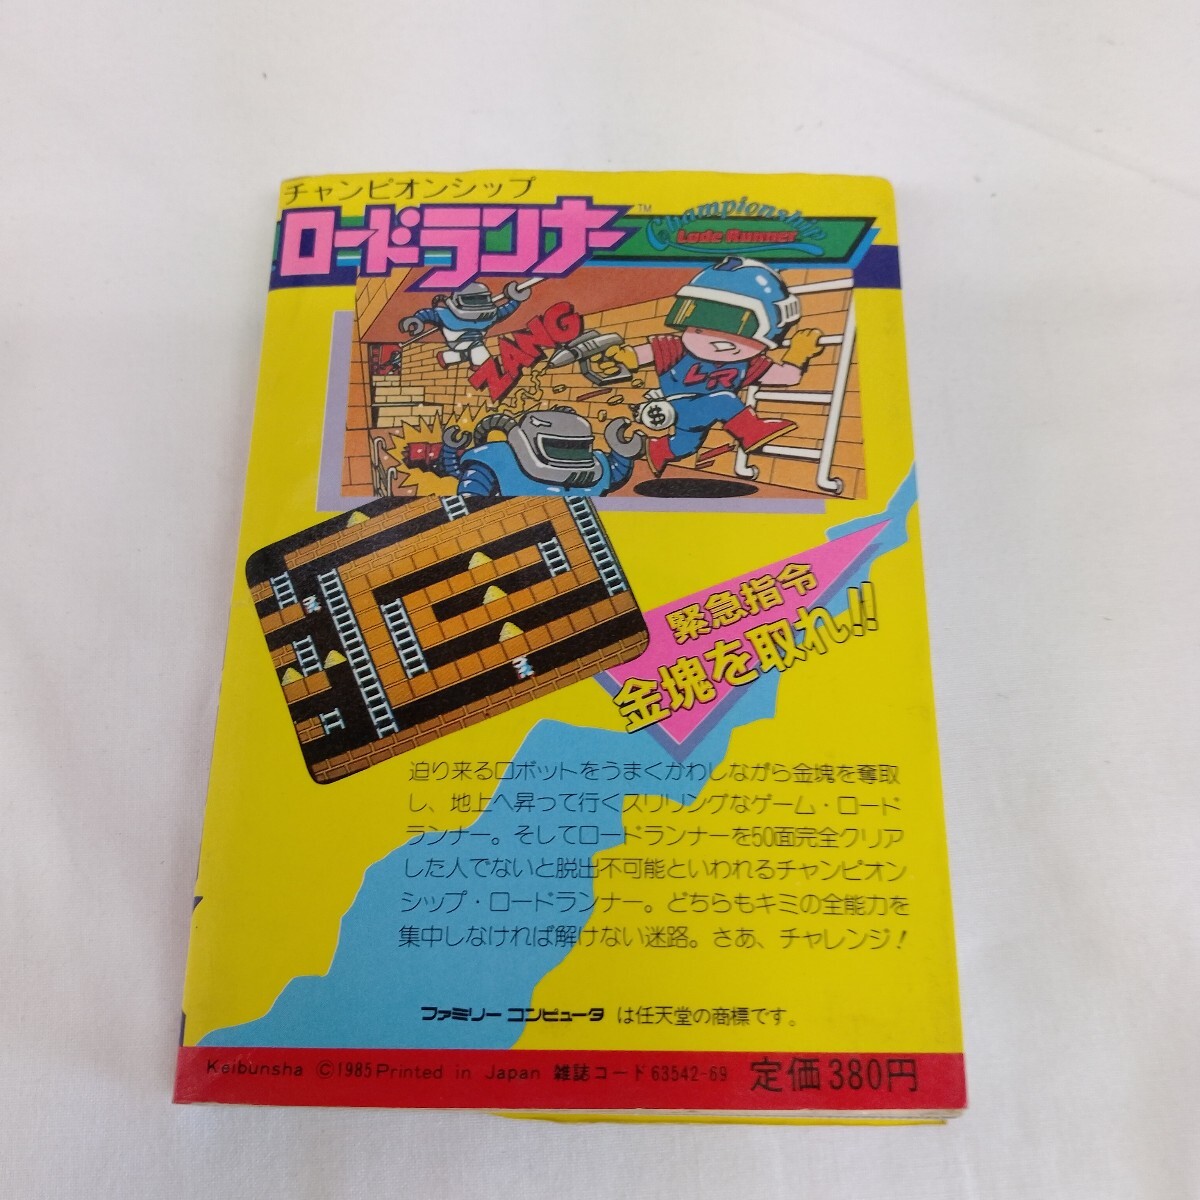 チャンピオンシップ
ロードランナー
TM
Championship
Lode Runner
ZANG
LR
$
緊急指令
金塊を取れ!!
迫り来るロボットをうまくかわしながら金塊を奪取
し、地上へ昇って行くスリリングなゲーム・ロード
ランナー。そしてロードランナーを50面完全クリア
した人でないと脱出不可能といわれるチャンピオン
シップ・ロードランナー。どちらもキミの全能力を
集中しなければ解けない迷路。さあ、チャレンジ!
ファミリーコンピュータ は任天堂の商標です。
Keibunsha ©1985 Printed in Japan 雑誌コード 63542-69 定価380円